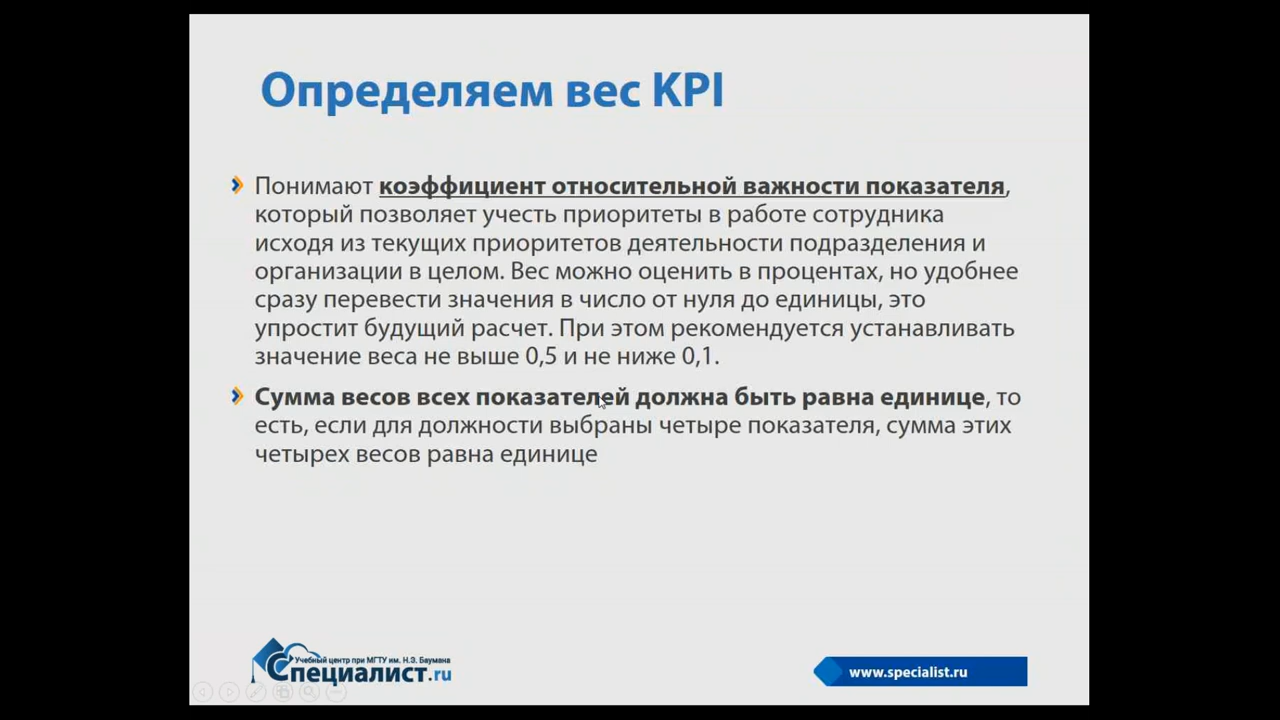 Определяем вес KPI
Понимают коэффициент относительной важности показателя,
который позволяет учесть приоритеты в работе сотрудника
исходя из текущих приоритетов деятельности подразделения и
организации в целом. Вес можно оценить в процентах, но удобнее
сразу перевести значения в число от нуля до единицы, это
упростит будущий расчет. При этом рекомендуется устанавливать
значение веса не выше 0,5 и не ниже 0,1.
Сумма весов всех показателей должна быть равна единице, то
есть, если для должности выбраны четыре показателя, сумма этих
четырех весов равна единице
Учебный центр при МГТУ им. Н.Э. Баумана
Специалист.ru
www.specialist.ru